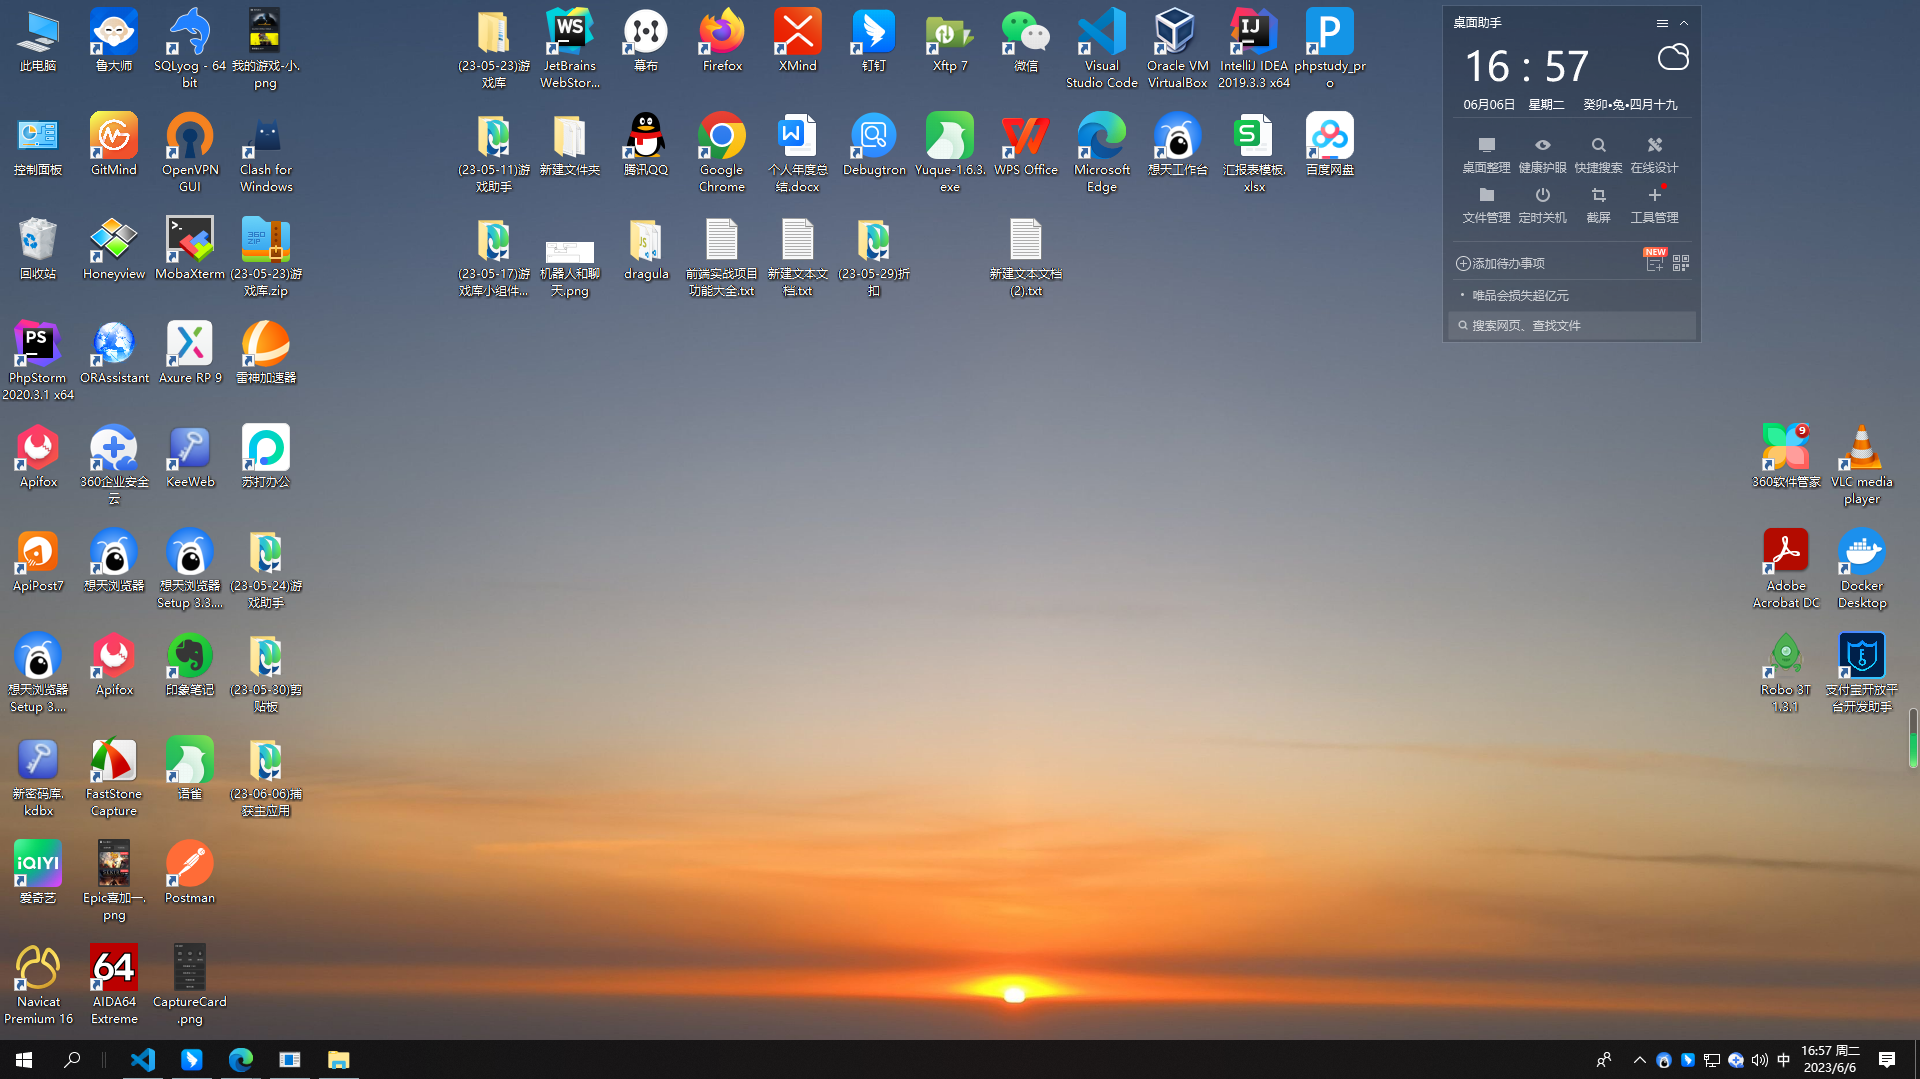 此电脑
鲁大师
SQLyog - 64 bit
我的游戏-小.png
(23-05-23)游戏库
JetBrains WebStor...
幕布
Firefox
XMind
钉钉
Xftp 7
微信
Visual Studio Code
Oracle VM VirtualBox
IntelliJ IDEA 2019.3.3 x64
phpstudy_pro
控制面板
GitMind
OpenVPN GUI
Clash for Windows
(23-05-11)游戏助手
新建文件夹
腾讯QQ
Google Chrome
个人年度总结.docx
Debugtron
Yuque-1.6.3.exe
WPS Office
Microsoft Edge
想天工作台
汇报表模板.xlsx
百度网盘
回收站
Honeyview
MobaXterm
(23-05-23)游戏库.zip
(23-05-17)游戏库小组件...
机器人和聊天.png
dragula
前端实战项目功能大全.txt
新建文本文档.txt
(23-05-29)折扣
新建文本文档(2).txt
PhpStorm 2020.3.1 x64
ORAssistant
Axure RP 9
雷神加速器
Apifox
360企业安全云
KeeWeb
苏打办公
ApiPost7
想天浏览器
想天浏览器 Setup 3.3....
(23-05-24)游戏助手
想天浏览器 Setup 3....
Apifox
印象笔记
(23-05-30)剪贴板
新密码库.kdbx
FastStone Capture
语雀
(23-06-06)捕获主应用
爱奇艺
Epic喜加一.png
Postman
Navicat Premium 16
AIDA64 Extreme
CaptureCard.png
桌面助手
16 : 57
06月06日 星期二 癸卯•兔•四月十九
桌面整理 健康护眼 快捷搜索 在线设计
文件管理 定时关机 截屏 工具管理
添加待办事项
NEW
• 唯品会损失超亿元
搜索网页、查找文件
360软件管家
9
VLC media player
Adobe Acrobat DC
Docker Desktop
Robo 3T 1.3.1
支付宝开放平台开发助手
WS
IJ
P
W
S
360 ZIP
PS
iQIYI
64
中
16:57 周二
2023/6/6